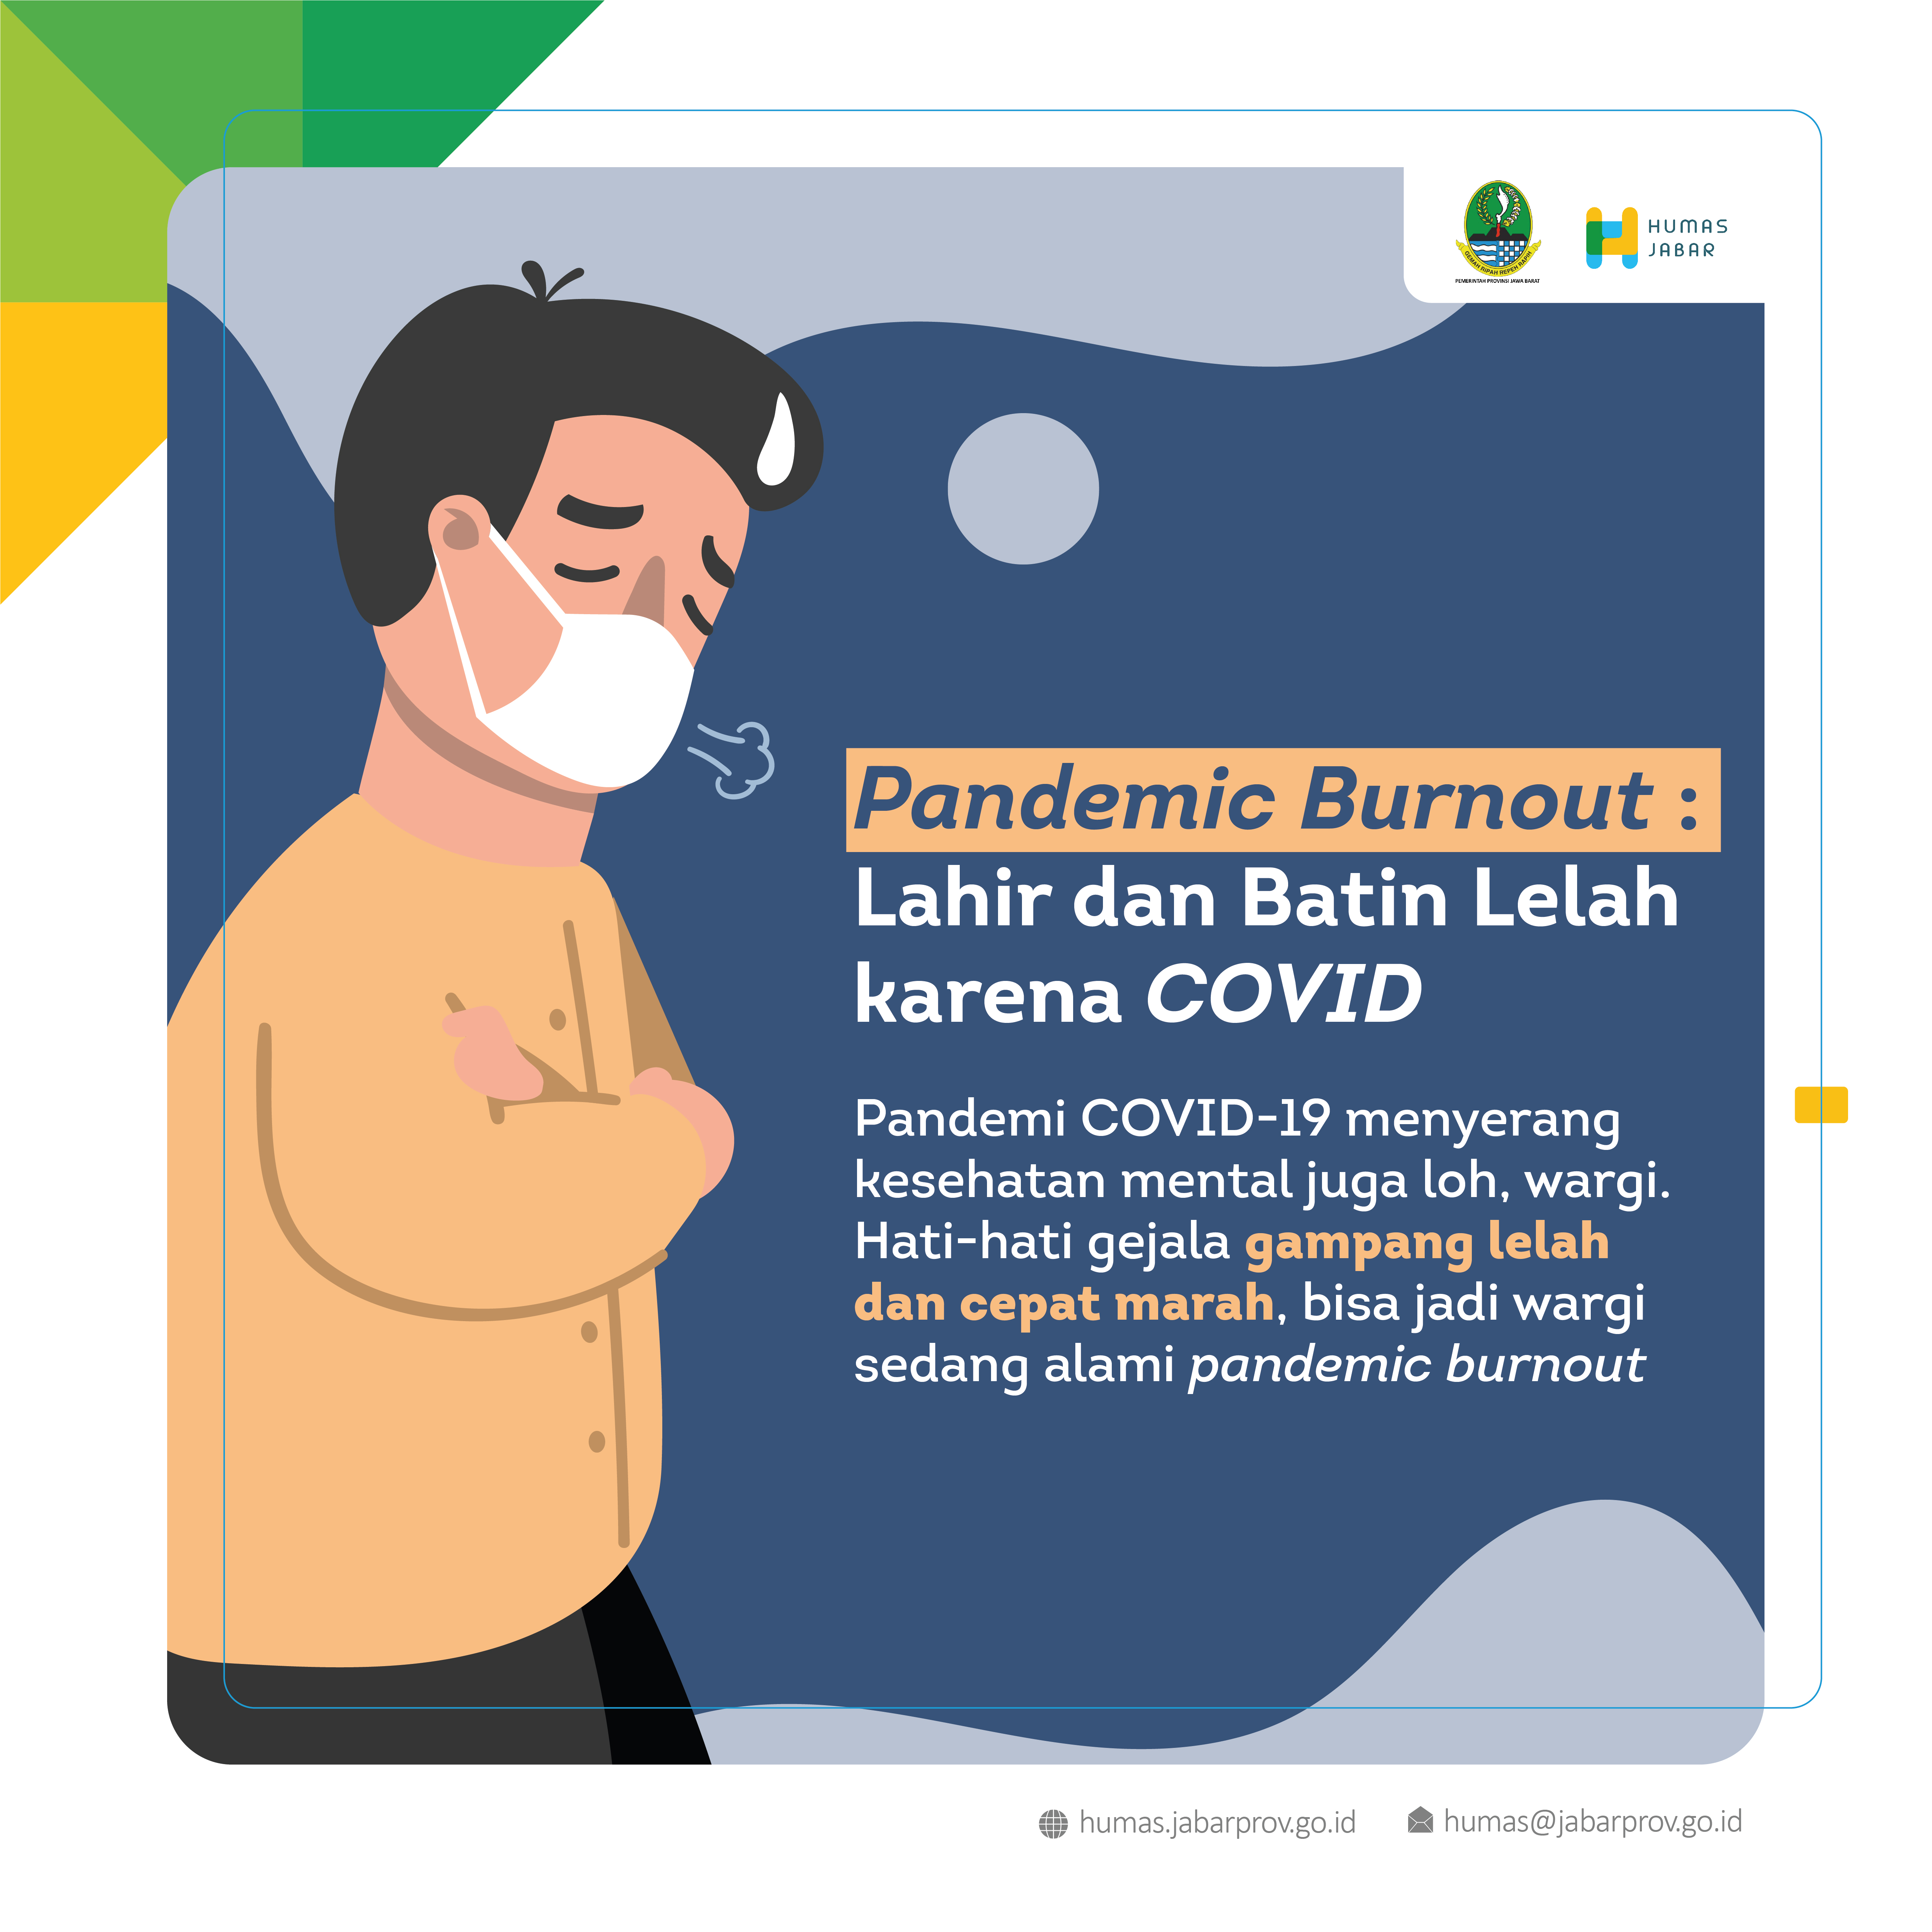 GEMAH RIPAH REPEH RAPIH
PEMERINTAH PROVINSI JAWA BARAT
HUMAS
JABAR
Pandemic Burnout :
Lahir dan Batin Lelah
karena COVID
Pandemi COVID-19 menyerang
kesehatan mental juga loh, wargi.
Hati-hati gejala gampang lelah
dan cepat marah, bisa jadi wargi
sedang alami pandemic burnout
humas.jabarprov.go.id
humas@jabarprov.go.id